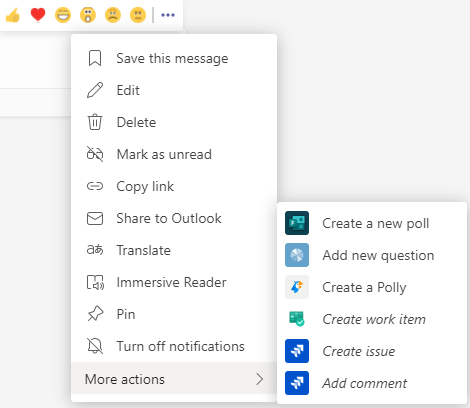 Save this message
Edit
Delete
Mark as unread
Copy link
Share to Outlook
Translate
Immersive Reader
Pin
Turn off notifications
More actions
Create a new poll
Add new question
Create a Polly
Create work item
Create issue
Add comment